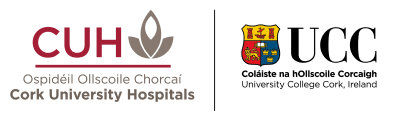 CUH
Ospidéil Ollscoile Chorcaí
Cork University Hospitals
UCC
Coláiste na hOllscoile Corcaigh
University College Cork, Ireland